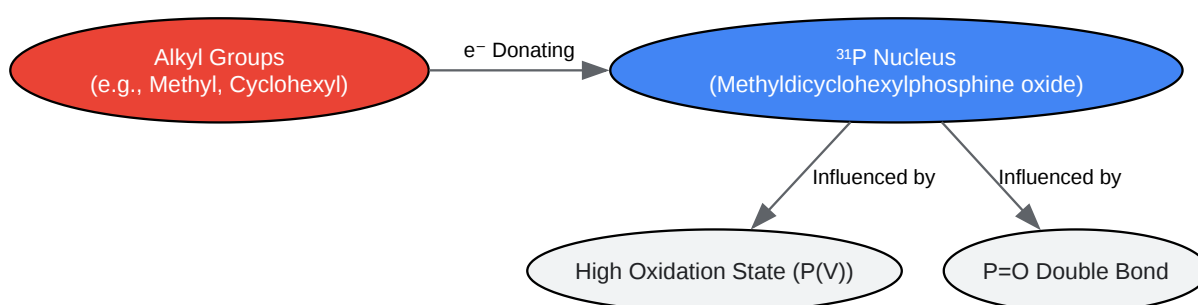 Alkyl Groups
(e.g., Methyl, Cyclohexyl)
e⁻ Donating
³¹P Nucleus
(Methyldicyclohexylphosphine oxide)
Influenced by
Influenced by
High Oxidation State (P(V))
P=O Double Bond